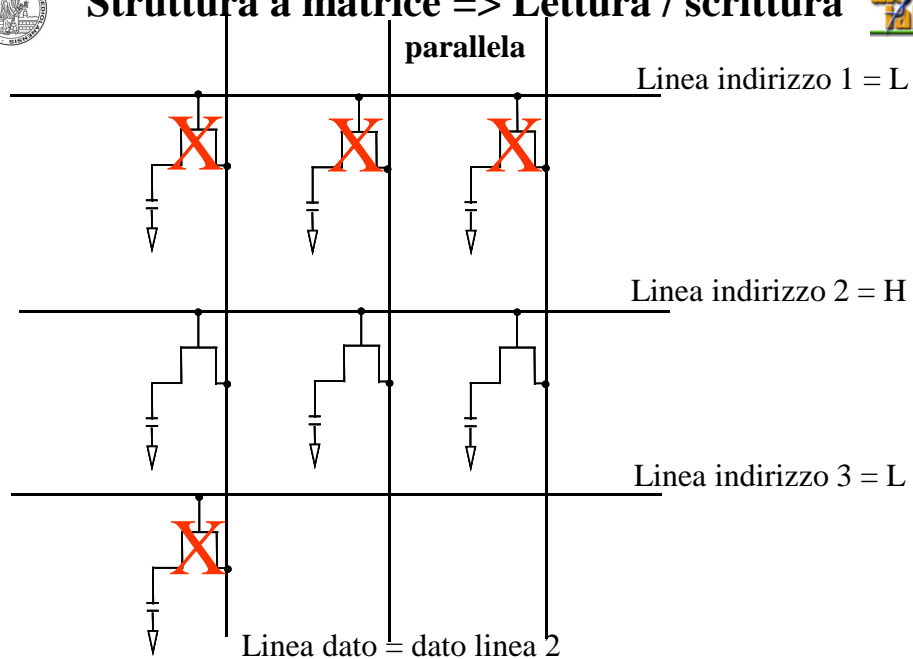 Struttura a matrice => Lettura / scrittura
parallela
Linea indirizzo 1 = L
X X X
Linea indirizzo 2 = H
Linea indirizzo 3 = L
X
Linea dato = dato linea 2